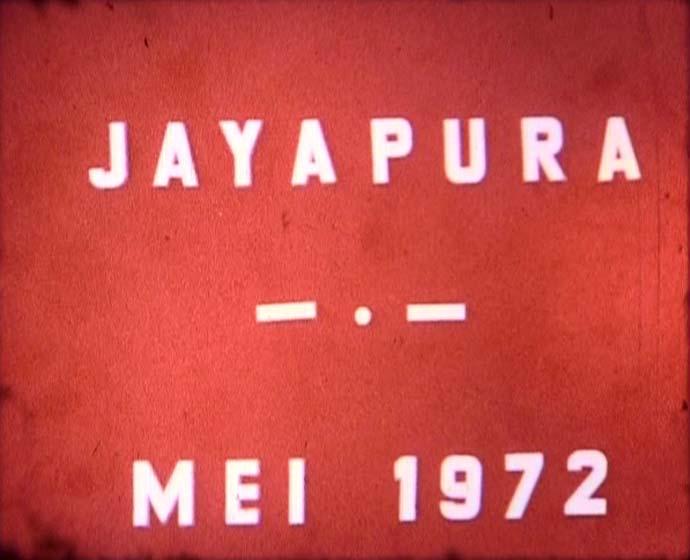 JAYAPURA
— . —
MEI 1972